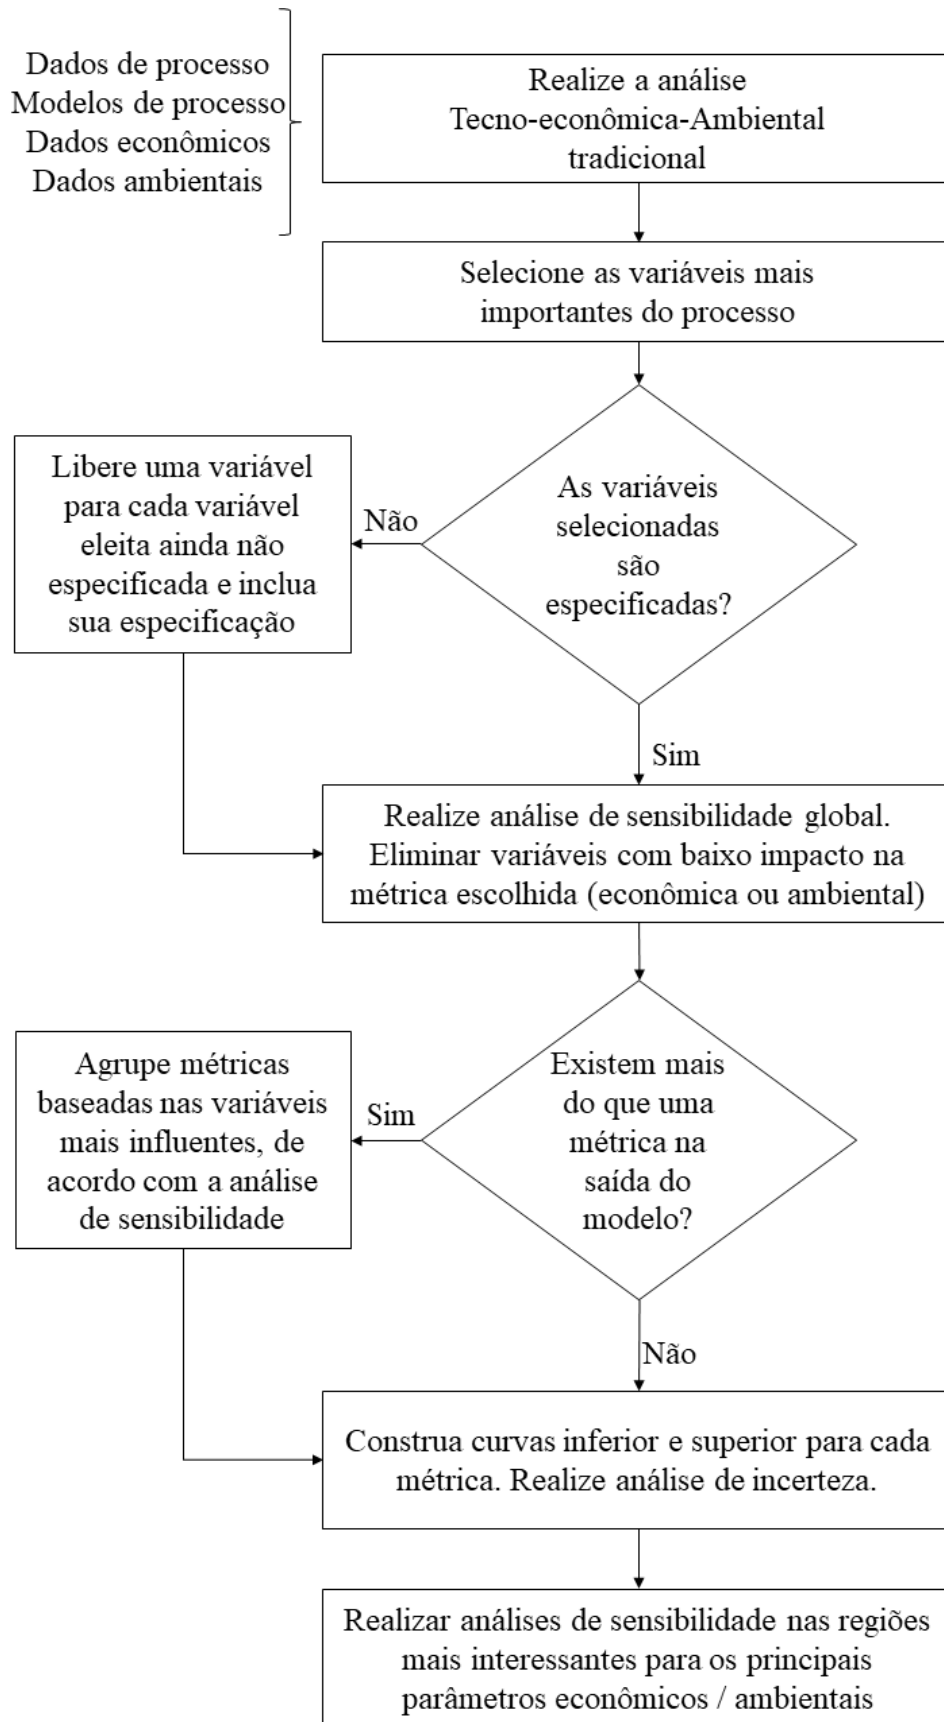 Dados de processo
Modelos de processo
Dados econômicos
Dados ambientais
Realize a análise
Tecno-econômica-Ambiental
tradicional
Selecione as variáveis mais
importantes do processo
As variáveis
selecionadas
são
especificadas?
Não
Libere uma variável
para cada variável
eleita ainda não
especificada e inclua
sua especificação
Sim
Realize análise de sensibilidade global.
Eliminar variáveis com baixo impacto na
métrica escolhida (econômica ou ambiental)
Existem mais
do que uma
métrica na
saída do
modelo?
Sim
Agrupe métricas
baseadas nas variáveis
mais influentes, de
acordo com a análise
de sensibilidade
Não
Construa curvas inferior e superior para cada
métrica. Realize análise de incerteza.
Realizar análises de sensibilidade nas regiões
mais interessantes para os principais
parâmetros econômicos / ambientais